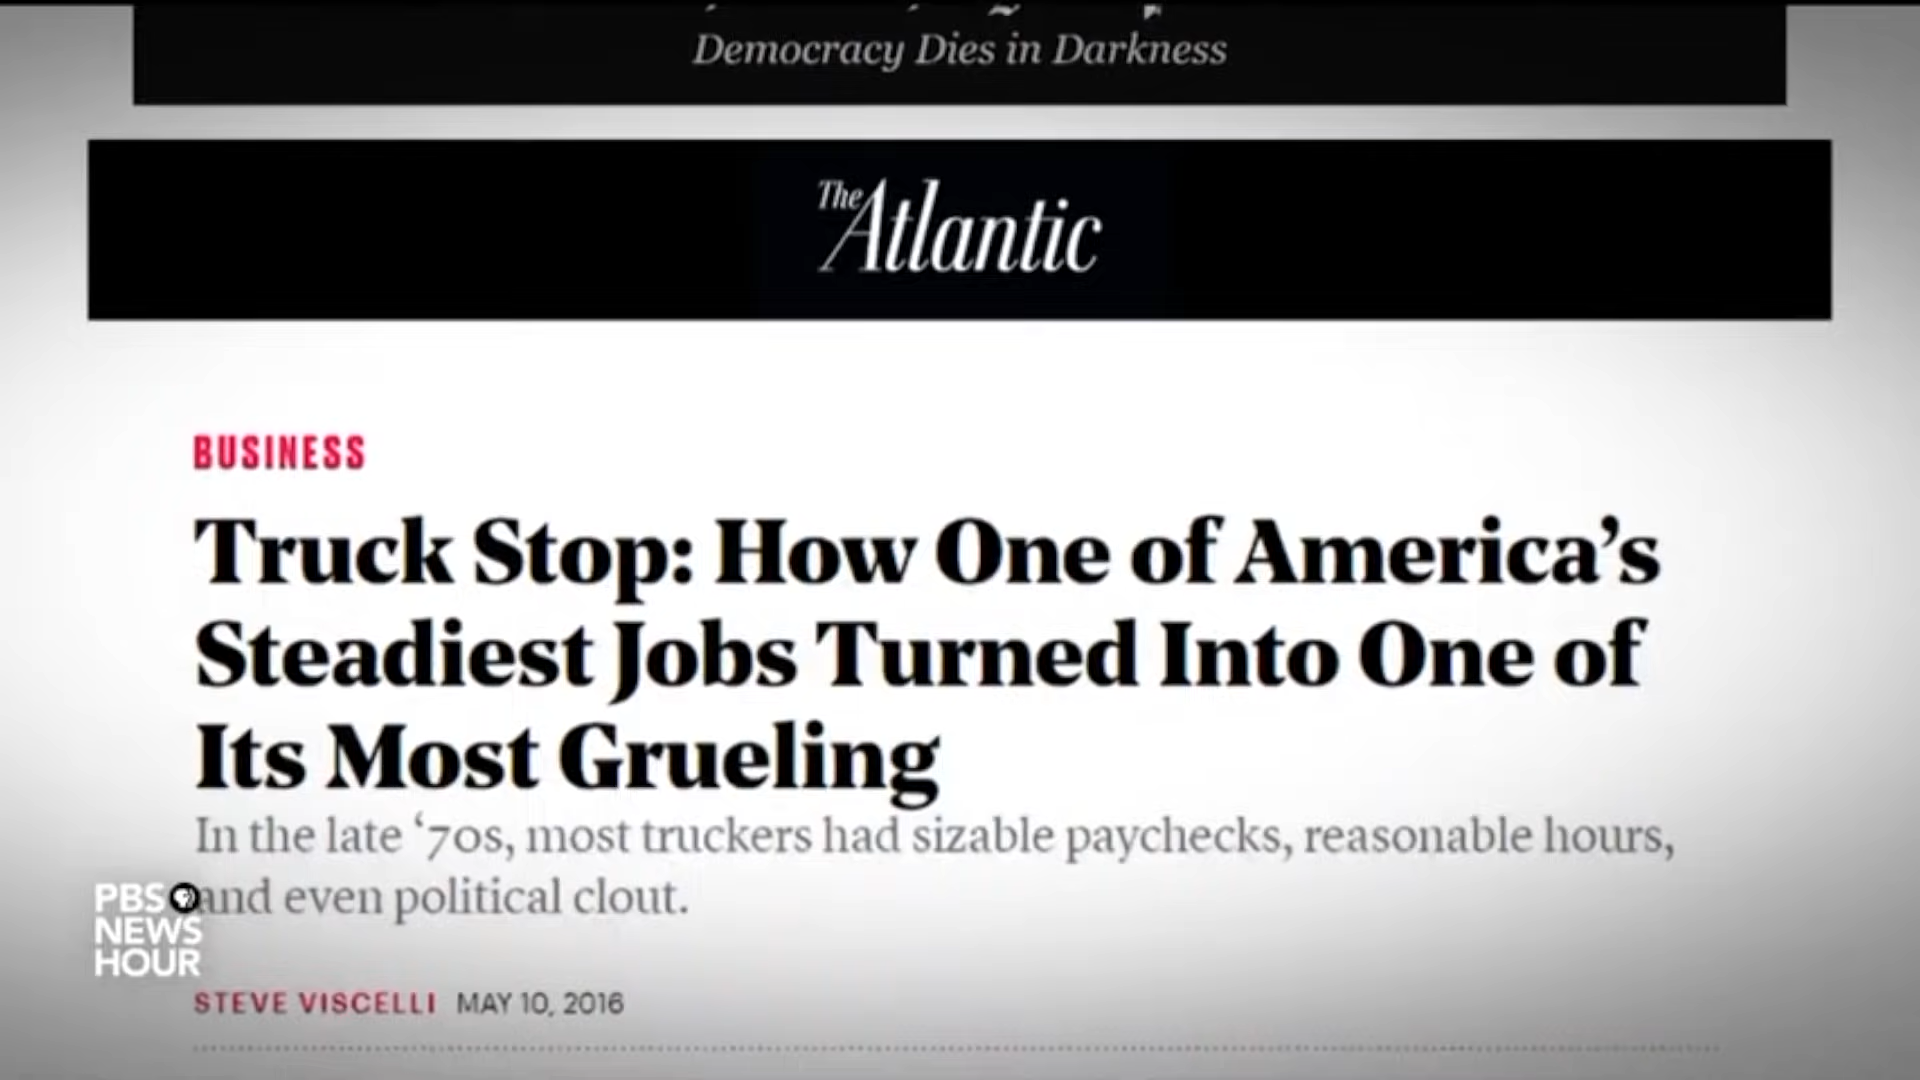 Democracy Dies in Darkness
The Atlantic
BUSINESS
Truck Stop: How One of America’s
Steadiest Jobs Turned Into One of
Its Most Grueling
In the late ‘70s, most truckers had sizable paychecks, reasonable hours,
and even political clout.
PBS
NEWS
HOUR
STEVE VISCELLI MAY 10, 2016